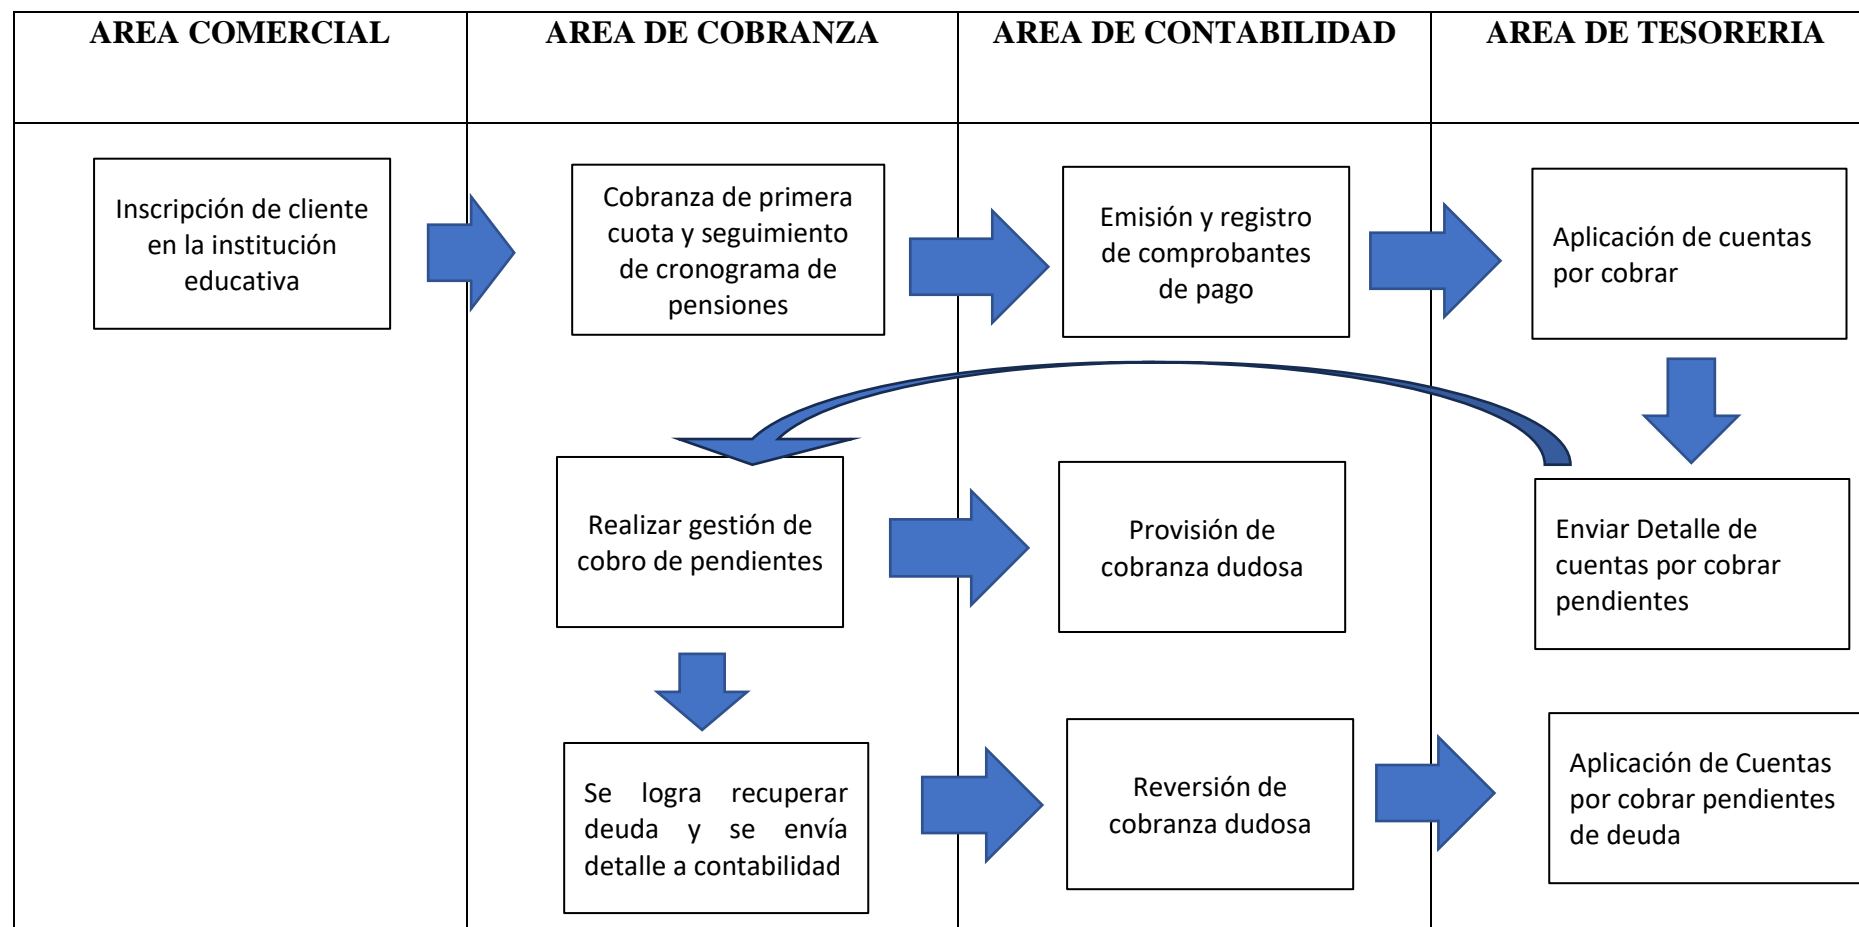 AREA COMERCIAL
AREA DE COBRANZA
AREA DE CONTABILIDAD
AREA DE TESORERIA
Inscripción de cliente
en la institución
educativa
Cobranza de primera
cuota y seguimiento
de cronograma de
pensiones
Emisión y registro
de comprobantes
de pago
Aplicación de cuentas
por cobrar
Realizar gestión de
cobro de pendientes
Provisión de
cobranza dudosa
Enviar Detalle de
cuentas por cobrar
pendientes
Se logra recuperar
deuda y se envía
detalle a contabilidad
Reversión de
cobranza dudosa
Aplicación de Cuentas
por cobrar pendientes
de deuda